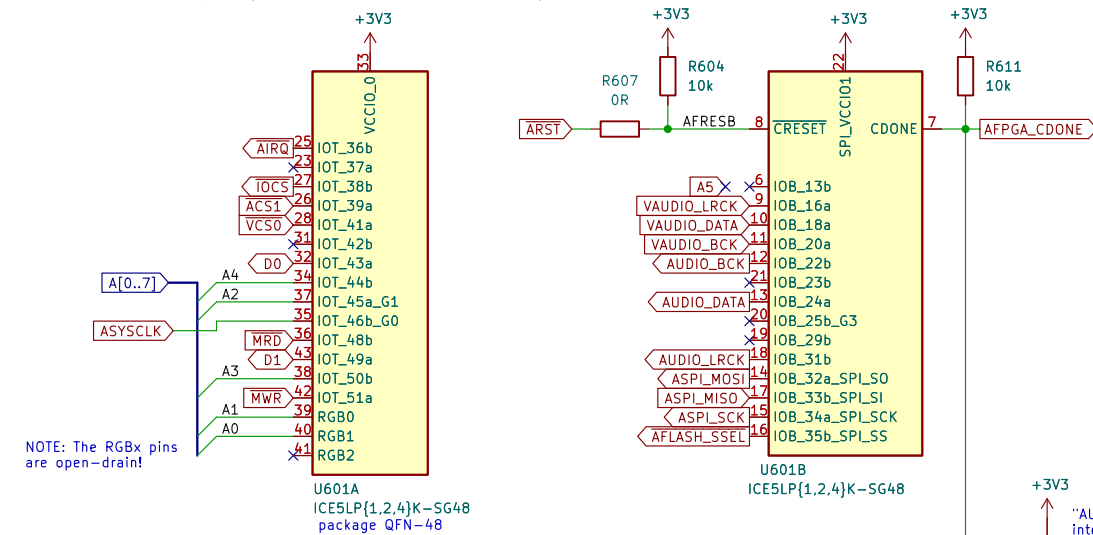 +3V3
33
VCCIO_0
AIRQ 25 IOT_36b
23 IOT_37a
IOCS 27 IOT_38b
ACS1 26 IOT_39a
VCS0 28 IOT_41a
31 IOT_42b
D0 32 IOT_43a
A[0..7] A4 34 IOT_44b
A2 37 IOT_45a_G1
ASYSCLK 35 IOT_46b_G0
MRD 36 IOT_48b
D1 43 IOT_49a
A3 38 IOT_50b
MWR 42 IOT_51a
A1 39 RGB0
A0 40 RGB1
41 RGB2
NOTE: The RGBx pins
are open-drain!
U601A
ICE5LP{1,2,4}K-SG48
package QFN-48
+3V3
R604
10k
R607
0R
ARST
AFRESB
+3V3
22
SPI_VCCIO1
8 CRESET
CDONE 7
+3V3
R611
10k
AFPGA_CDONE
A5 6 IOB_13b
VAUDIO_LRCK 9 IOB_16a
VAUDIO_DATA 10 IOB_18a
VAUDIO_BCK 11 IOB_20a
AUDIO_BCK 12 IOB_22b
21 IOB_23b
AUDIO_DATA 13 IOB_24a
20 IOB_25b_G3
19 IOB_29b
AUDIO_LRCK 18 IOB_31b
ASPI_MOSI 14 IOB_32a_SPI_SO
ASPI_MISO 17 IOB_33b_SPI_SI
ASPI_SCK 15 IOB_34a_SPI_SCK
AFLASH_SSEL 16 IOB_35b_SPI_SS
U601B
ICE5LP{1,2,4}K-SG48
+3V3